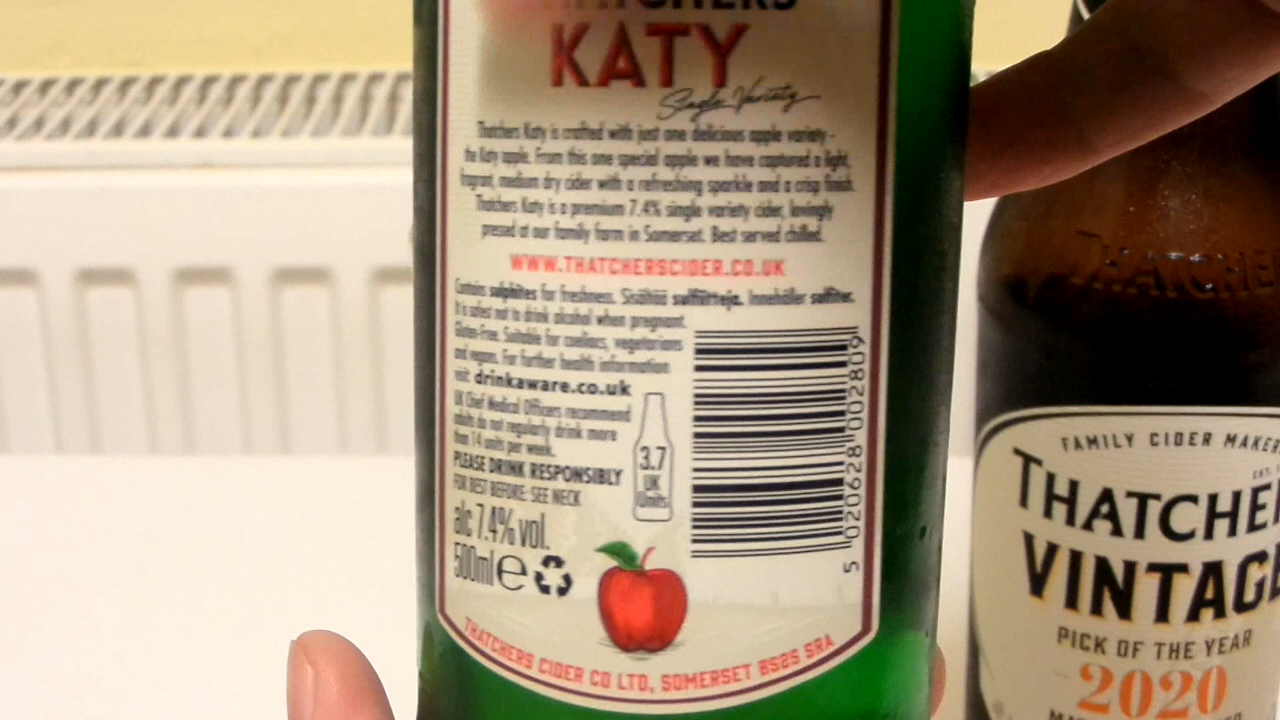 THATCHERS
KATY
Single Variety
Thatchers Katy is crafted with just one delicious apple variety -
the Katy apple. From this one special apple we have captured a light,
fragrant, medium dry cider with a refreshing sparkle and a crisp finish.
Thatchers Katy is a premium 7.4% single variety cider, lovingly
pressed at our family farm in Somerset. Best served chilled.
WWW.THATCHERSCIDER.CO.UK
Contains sulphites for freshness. Sisältää sulfiitteja. Innehåller sulfiter.
It is safest not to drink alcohol when pregnant.
Gluten-Free. Suitable for coeliacs, vegetarians
and vegans. For further health information
visit drinkaware.co.uk
UK Chief Medical Officers recommend
adults do not regularly drink more
than 14 units per week.
PLEASE DRINK RESPONSIBLY
FOR BEST BEFORE: SEE NECK
3.7
UK
Units
alc 7.4% vol.
500ml e
5 020628 002809
THATCHERS CIDER CO LTD, SOMERSET BS25 5RA
THATCHE
FAMILY CIDER MAKER
EST.
THATCHE
VINTAGE
PICK OF THE YEAR
2020